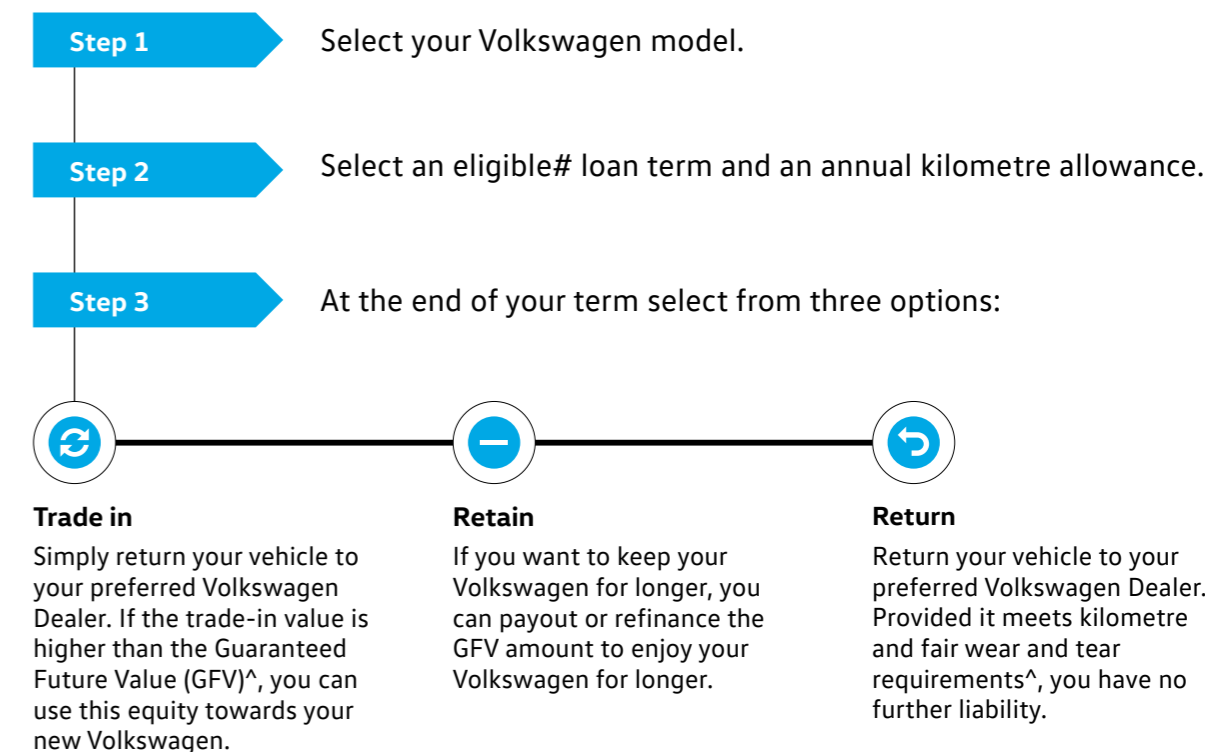 Step 1
Select your Volkswagen model.
Step 2
Select an eligible# loan term and an annual kilometre allowance.
Step 3
At the end of your term select from three options:
Trade in
Simply return your vehicle to
your preferred Volkswagen
Dealer. If the trade-in value is
higher than the Guaranteed
Future Value (GFV)^, you can
use this equity towards your
new Volkswagen.
Retain
If you want to keep your
Volkswagen for longer, you
can payout or refinance the
GFV amount to enjoy your
Volkswagen for longer.
Return
Return your vehicle to your
preferred Volkswagen Dealer.
Provided it meets kilometre
and fair wear and tear
requirements^, you have no
further liability.